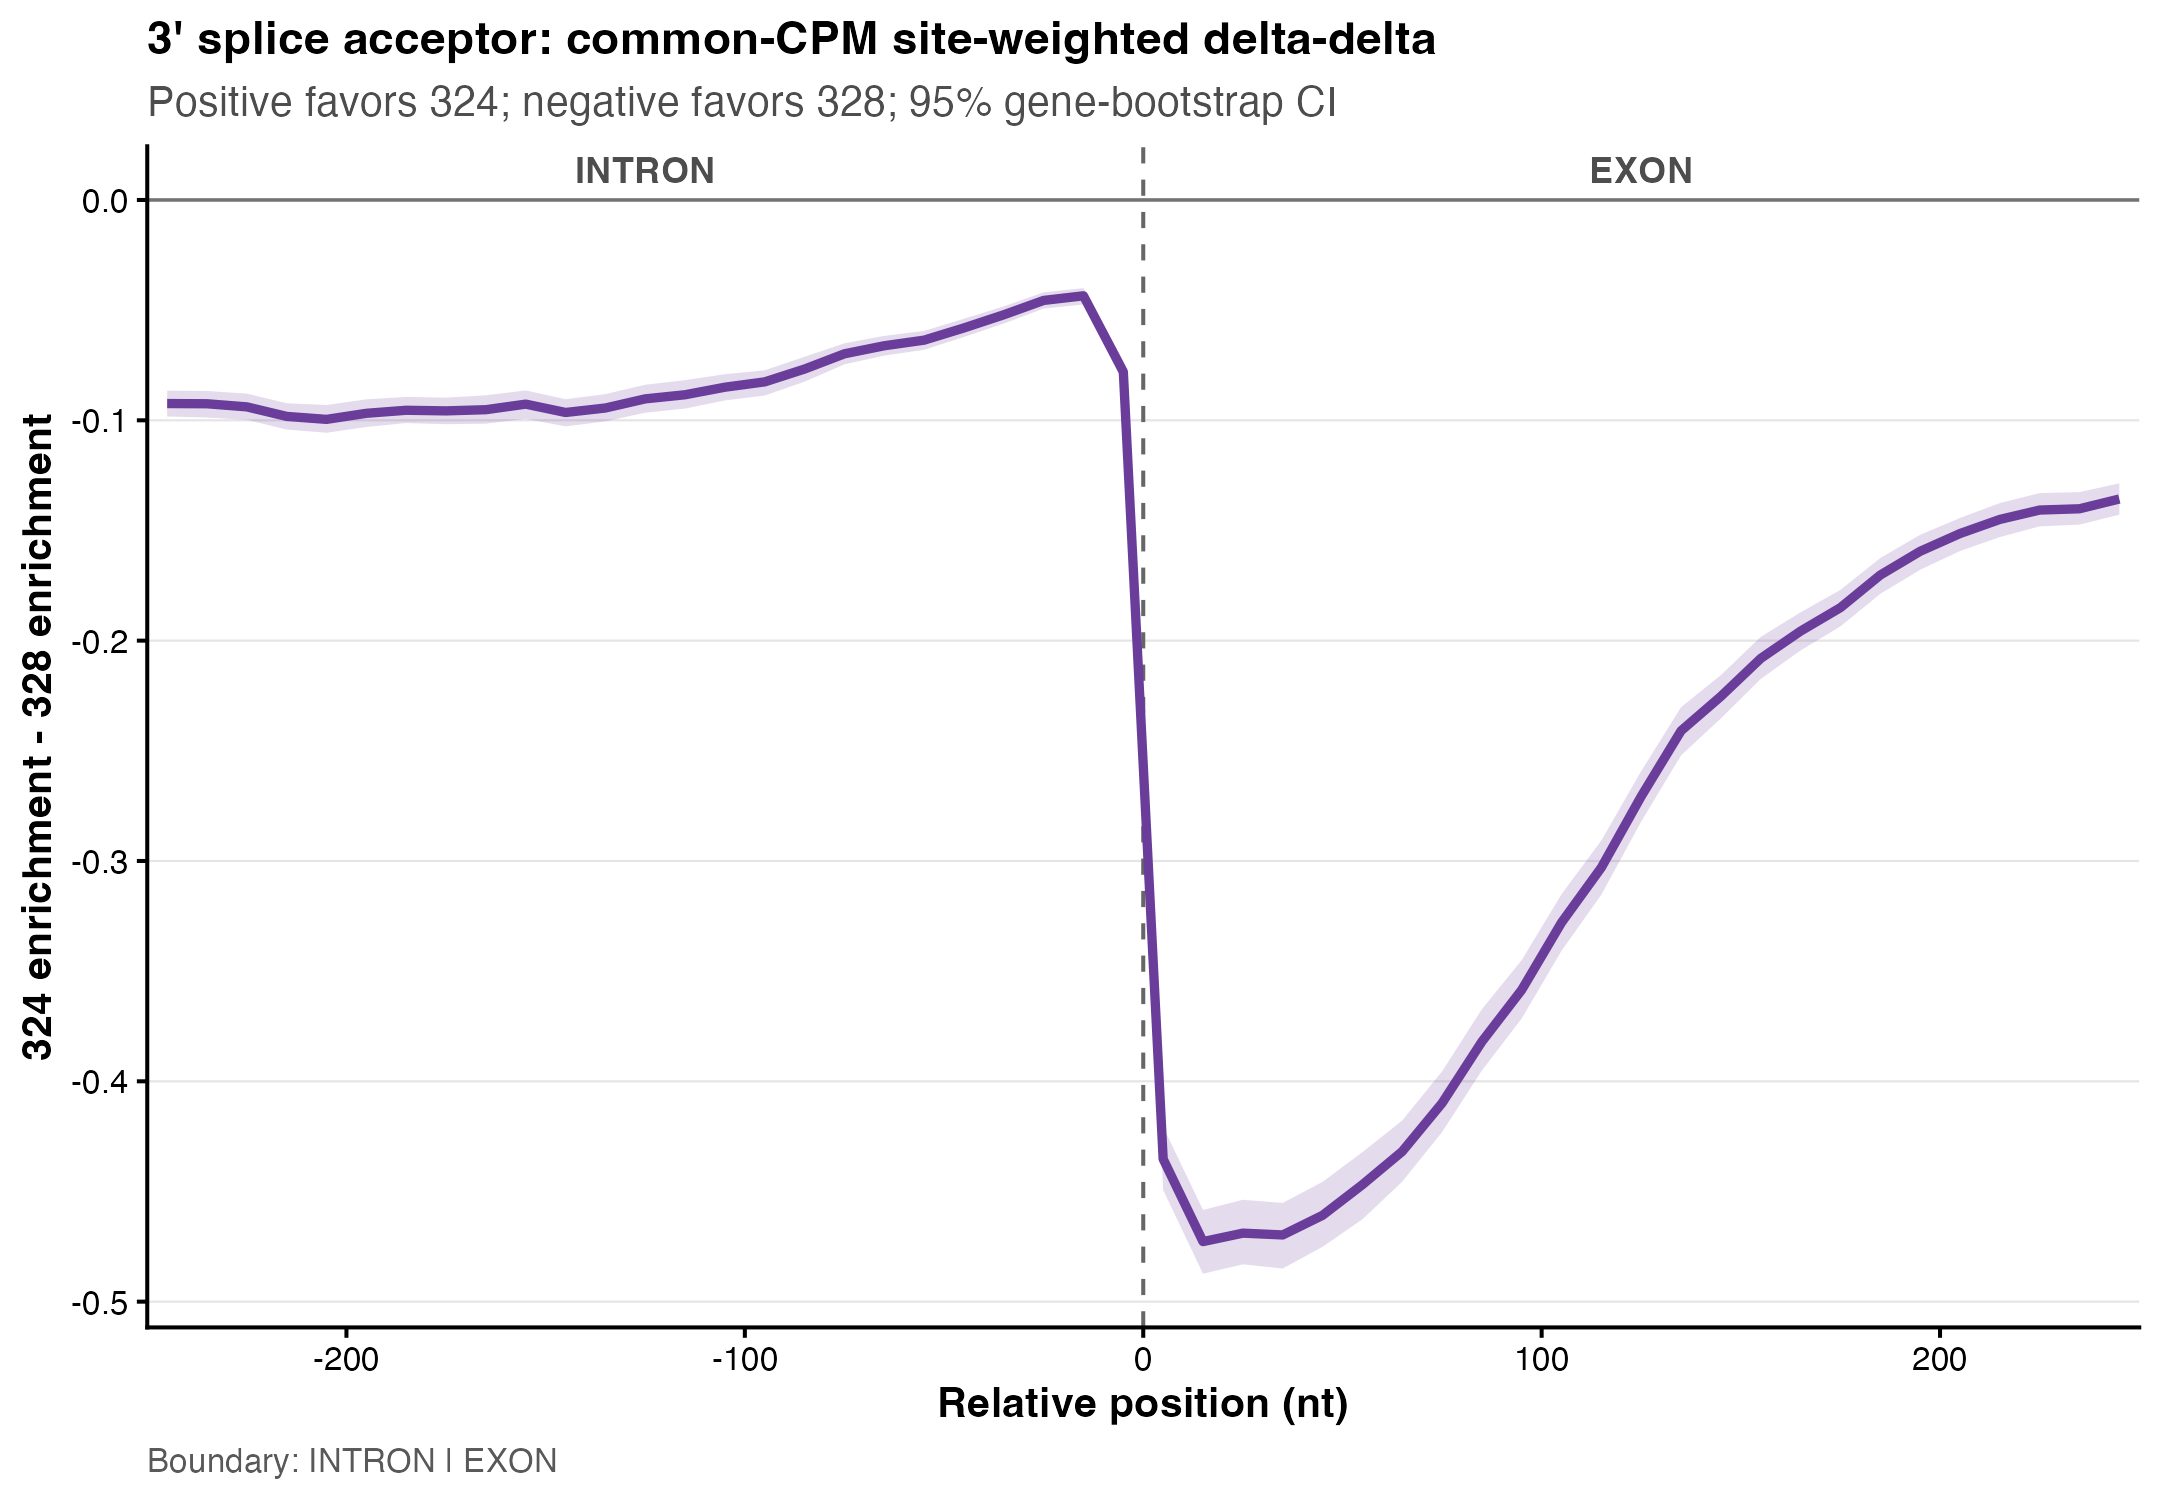 3' splice acceptor: common-CPM site-weighted delta-delta
Positive favors 324; negative favors 328; 95% gene-bootstrap CI
INTRON
EXON
0.0
-0.1
-0.2
-0.3
-0.4
-0.5
324 enrichment - 328 enrichment
-200
-100
0
100
200
Relative position (nt)
Boundary: INTRON | EXON